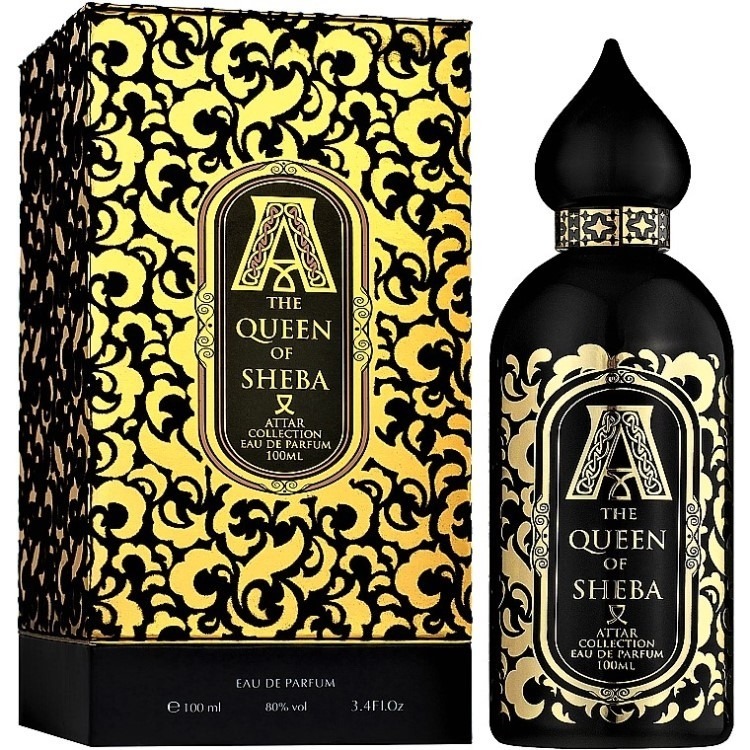 A
THE
QUEEN
OF
SHEBA
ATTAR
COLLECTION
EAU DE PARFUM
100ML
EAU DE PARFUM
e 100 ml 80% vol 3.4Fl.Oz
A
THE
QUEEN
OF
SHEBA
ATTAR
COLLECTION
EAU DE PARFUM
100ML